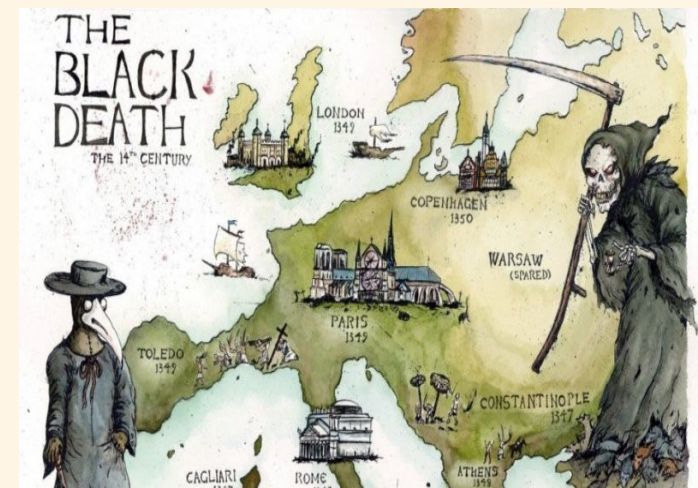 THE
BLACK
DEATH
THE 14TH CENTURY
LONDON
1349
COPENHAGEN
1350
WARSAW
(SPARED)
PARIS
1349
TOLEDO
1349
CONSTANTINOPLE
1347
CAGLIARI
ROME
ATHENS
1348